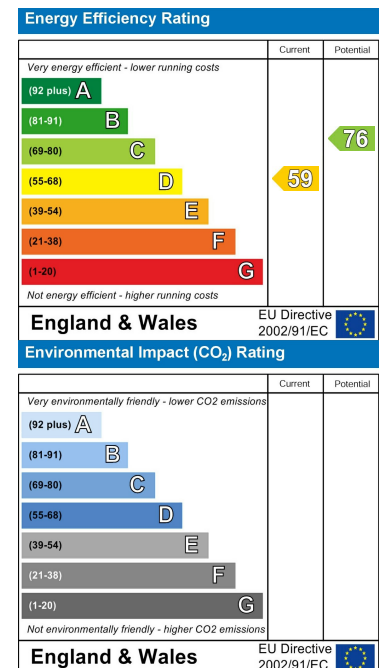 Energy Efficiency Rating
Current Potential
Very energy efficient - lower running costs
(92 plus) A
(81-91) B
(69-80) C
76
(55-68) D
59
(39-54) E
(21-38) F
(1-20) G
Not energy efficient - higher running costs
England & Wales
EU Directive
2002/91/EC
Environmental Impact (CO₂) Rating
Current Potential
Very environmentally friendly - lower CO2 emissions
(92 plus) A
(81-91) B
(69-80) C
(55-68) D
(39-54) E
(21-38) F
(1-20) G
Not environmentally friendly - higher CO2 emissions
England & Wales
EU Directive
2002/91/EC